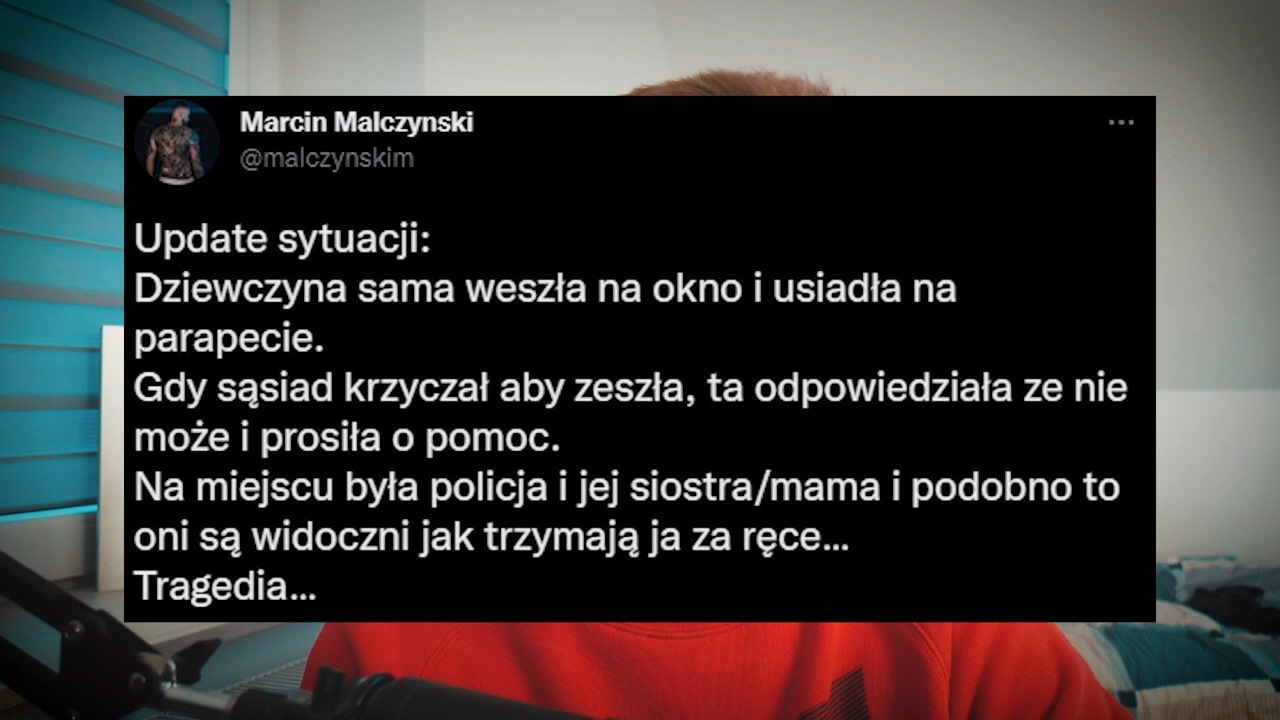 Marcin Malczynski
@malczynskim
Update sytuacji:
Dziewczyna sama weszła na okno i usiadła na
parapecie.
Gdy sąsiad krzyczał aby zeszła, ta odpowiedziała ze nie
może i prosiła o pomoc.
Na miejscu była policja i jej siostra/mama i podobno to
oni są widoczni jak trzymają ja za ręce...
Tragedia...